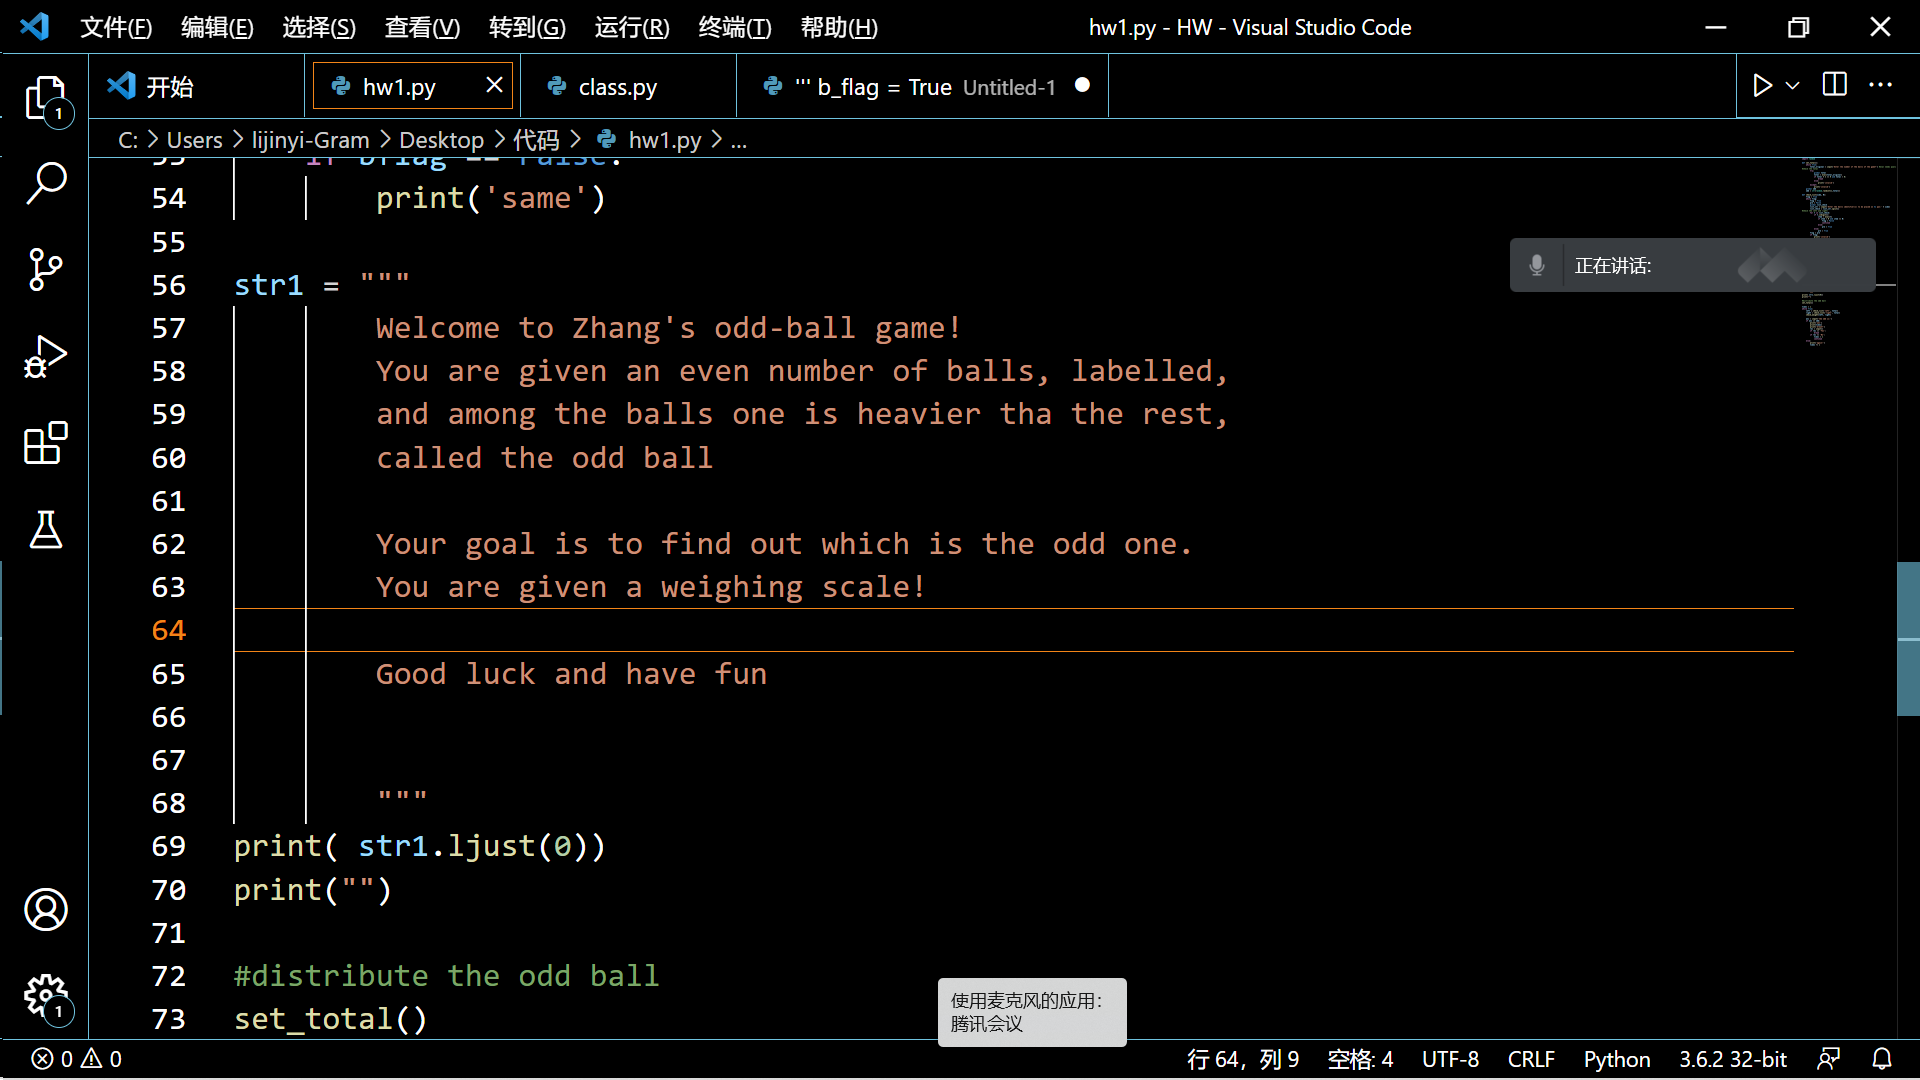 文件(F) 编辑(E) 选择(S) 查看(V) 转到(G) 运行(R) 终端(T) 帮助(H) hw1.py - HW - Visual Studio Code
开始 hw1.py class.py ''' b_flag = True Untitled-1
C: > Users > lijinyi-Gram > Desktop > 代码 > hw1.py > ...
53 if bflag == False:
54 print('same')
55
56 str1 = """
正在讲话:
57 Welcome to Zhang's odd-ball game!
58 You are given an even number of balls, labelled,
59 and among the balls one is heavier tha the rest,
60 called the odd ball
61
62 Your goal is to find out which is the odd one.
63 You are given a weighing scale!
64
65 Good luck and have fun
66
67
68 """
69 print( str1.ljust(0))
70 print("")
71
72 #distribute the odd ball
73 set_total()
1
1
使用麦克风的应用:
腾讯会议
0 0 行 64，列 9 空格: 4 UTF-8 CRLF Python 3.6.2 32-bit